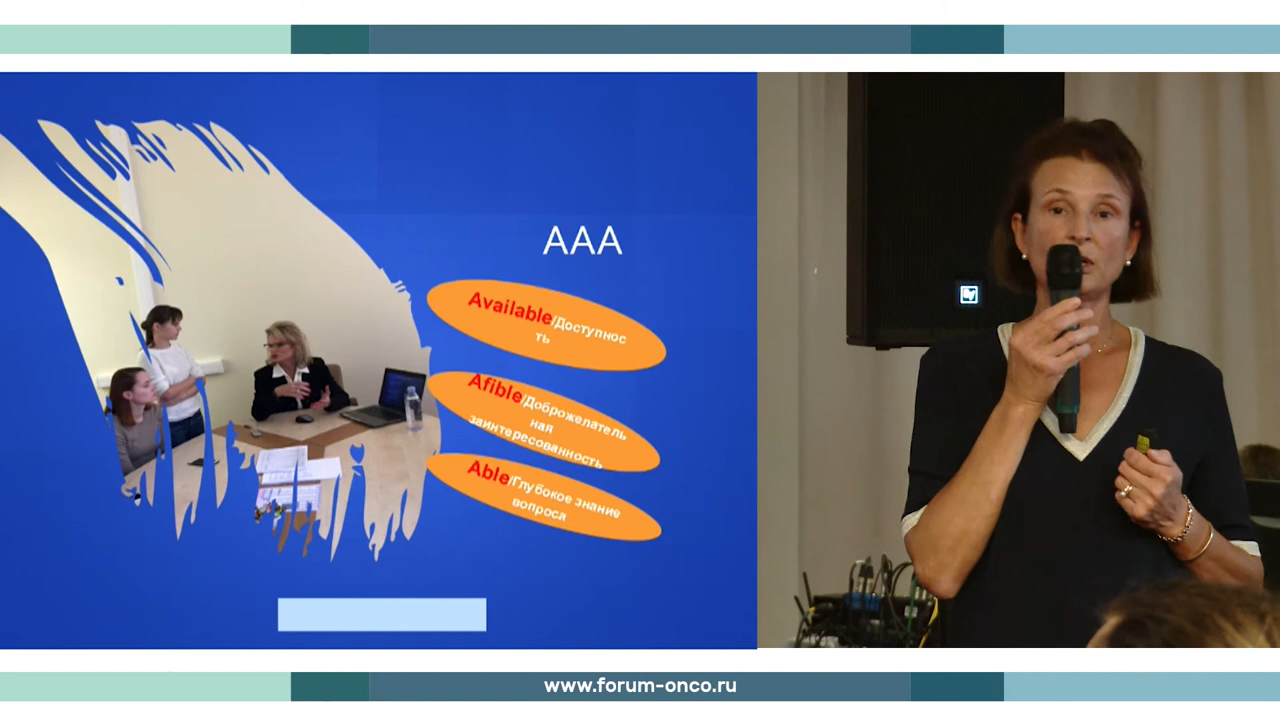 AAA
Available/Доступнос
ть
Afible/Доброжелатель
ная
заинтересованность
Able/Глубокое знание
вопроса
www.forum-onco.ru